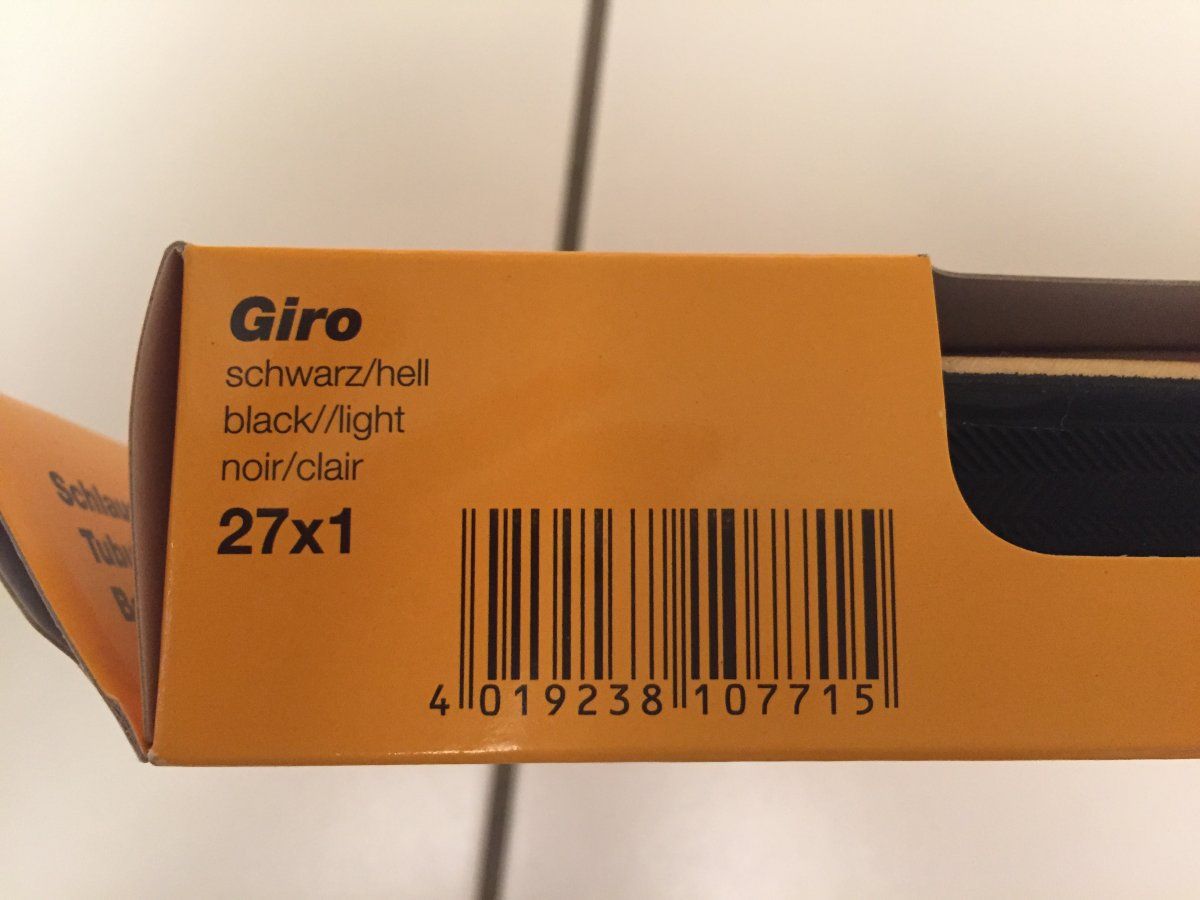 Giro
schwarz/hell
black//light
noir/clair
27x1
4 019238 107715